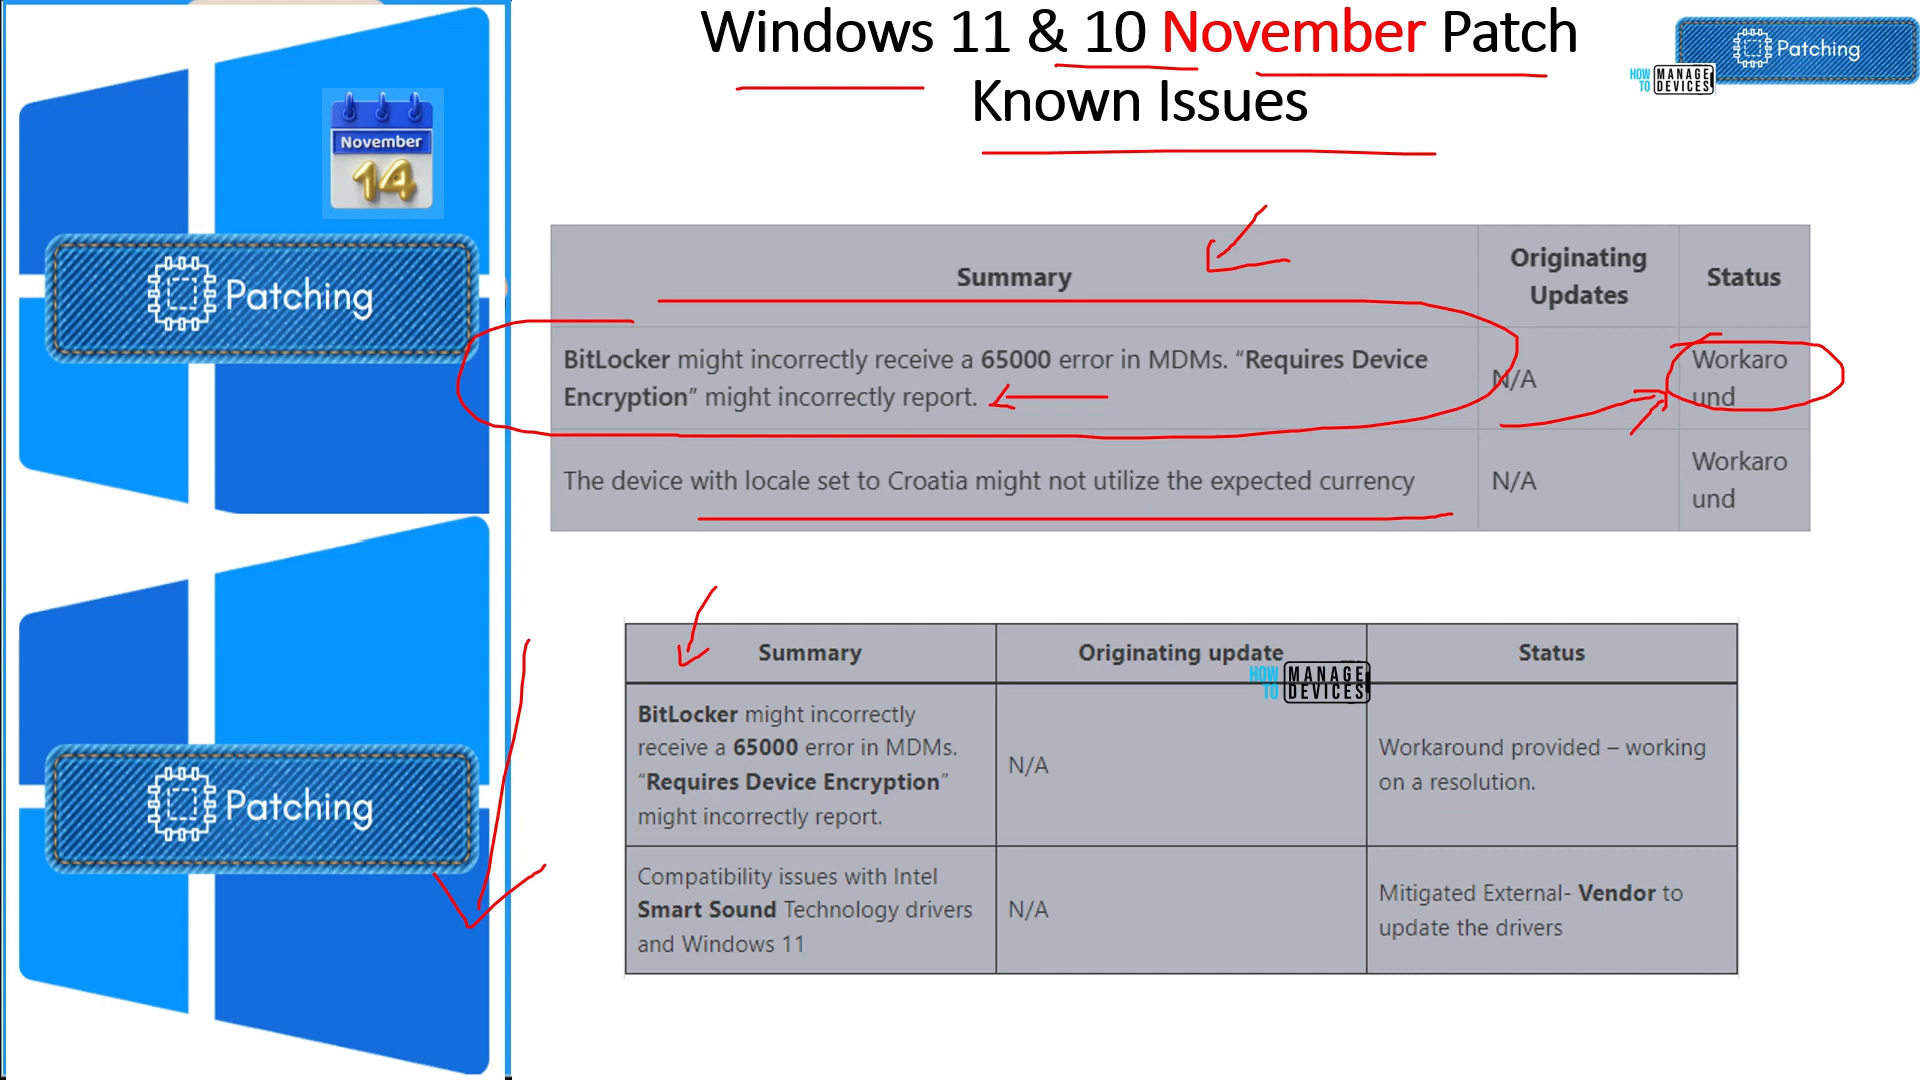 Windows 11 & 10 November Patch
Known Issues
Patching
HOW TO
MANAGE
DEVICES
November
14
Patching
Summary
Originating
Updates
Status
BitLocker might incorrectly receive a 65000 error in MDMs. “Requires Device
Encryption” might incorrectly report.
N/A
Workaro
und
The device with locale set to Croatia might not utilize the expected currency
N/A
Workaro
und
Patching
Summary
Originating update
Status
HOW TO
MANAGE
DEVICES
BitLocker might incorrectly
receive a 65000 error in MDMs.
“Requires Device Encryption”
might incorrectly report.
N/A
Workaround provided – working
on a resolution.
Compatibility issues with Intel
Smart Sound Technology drivers
and Windows 11
N/A
Mitigated External- Vendor to
update the drivers